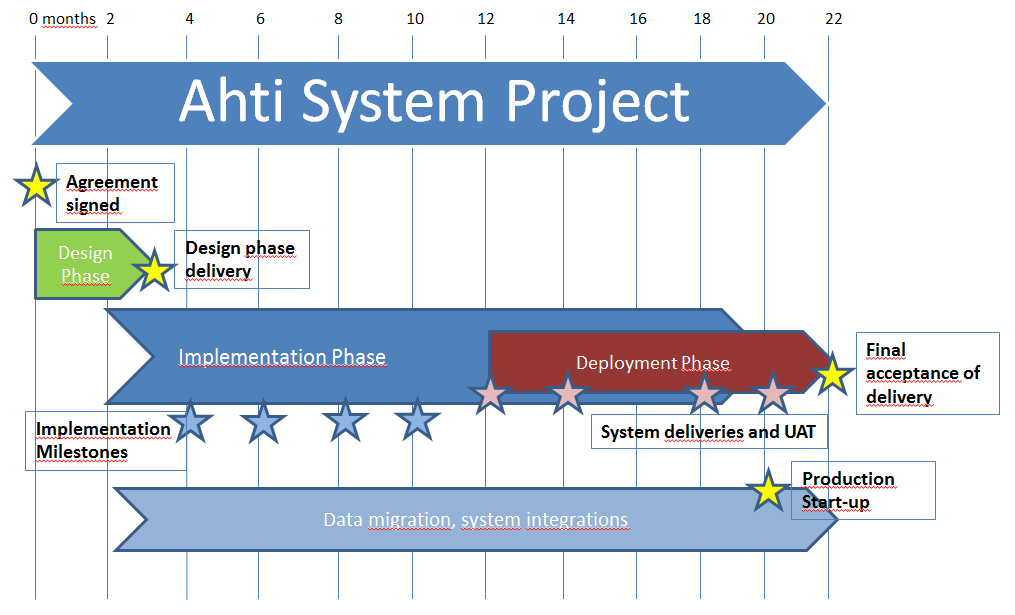 0 months 2 4 6 8 10 12 14 16 18 20 22
Ahti System Project
Agreement
signed
Design
Phase
Design phase
delivery
Implementation Phase
Deployment Phase
Final
acceptance of
delivery
Implementation
Milestones
System deliveries and UAT
Production
Start-up
Data migration, system integrations